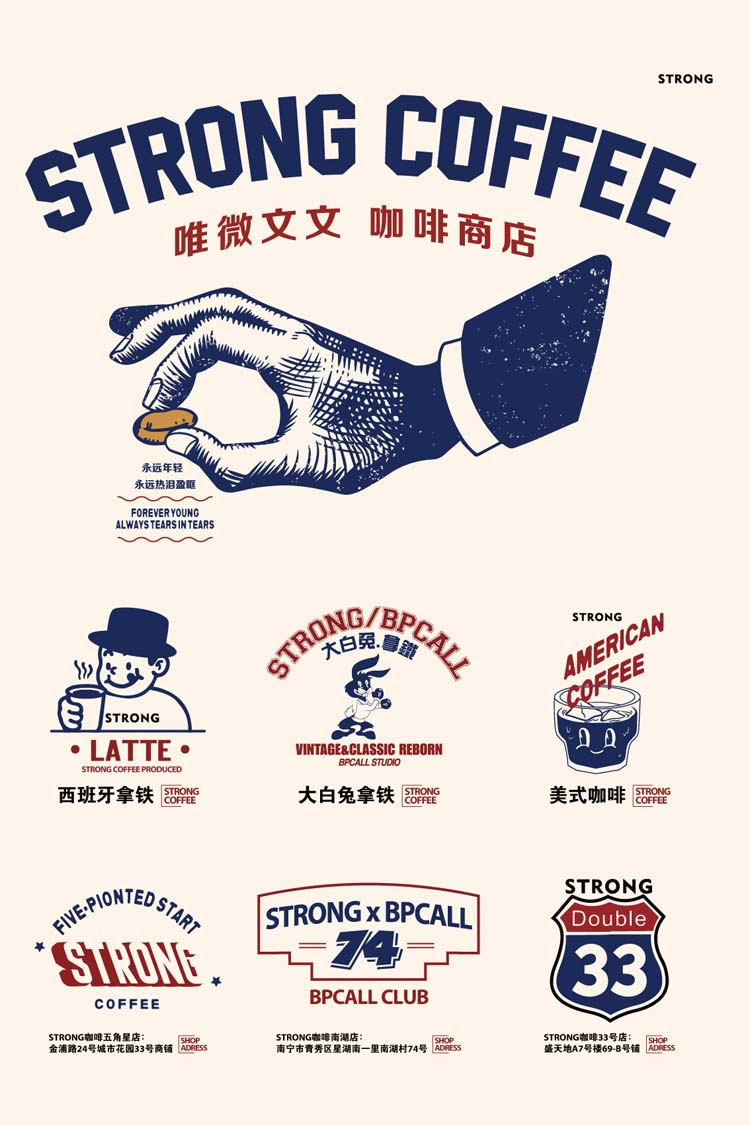 STRONG
STRONG COFFEE
唯微文文 咖啡商店
永远年轻
永远热泪盈眶
FOREVER YOUNG
ALWAYS TEARS IN TEARS
STRONG
• LATTE •
STRONG COFFEE PRODUCED
西班牙拿铁
STRONG
COFFEE
STRONG/BPCALL
大白兔.拿鐵
VINTAGE&CLASSIC REBORN
BPCALL STUDIO
大白兔拿铁
STRONG
COFFEE
STRONG
AMERICAN
COFFEE
美式咖啡
STRONG
COFFEE
FIVE-PIONTED START
STRONG
COFFEE
STRONG咖啡五角星店:
金浦路24号城市花园33号商铺
SHOP
ADRESS
STRONG x BPCALL
74
BPCALL CLUB
STRONG咖啡南湖店:
南宁市青秀区星湖南一里南湖村74号
SHOP
ADRESS
STRONG
Double
33
STRONG咖啡33号店:
盛天地A7号楼69-B号铺
SHOP
ADRESS